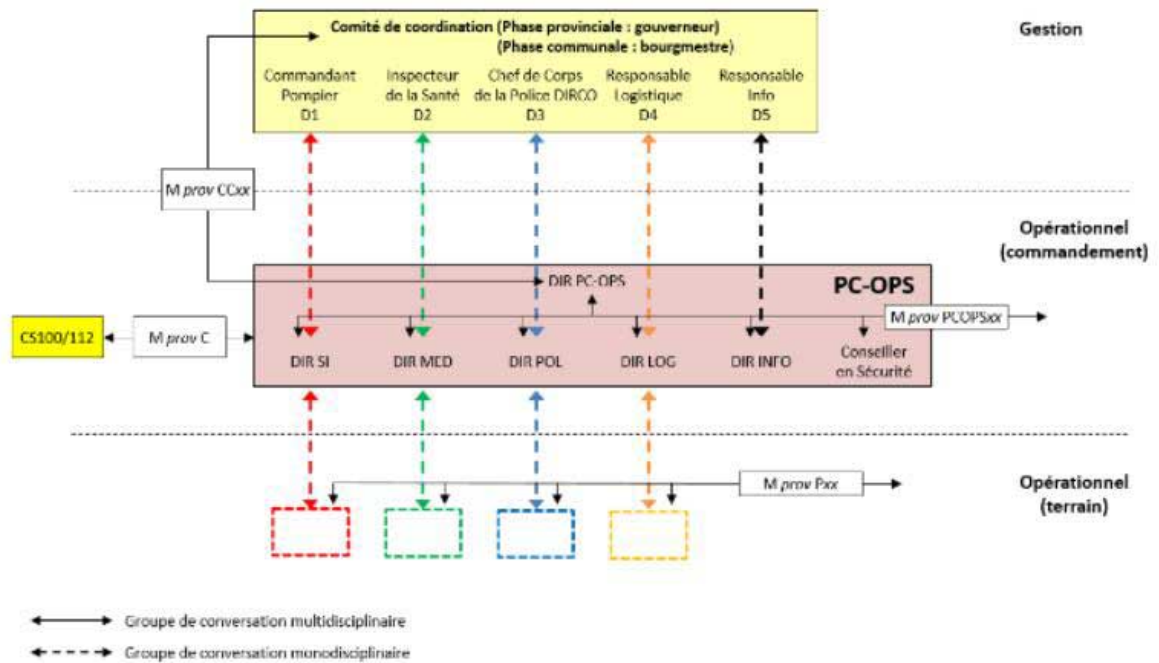 Comité de coordination (Phase provinciale : gouverneur)
(Phase communale : bourgmestre)
Gestion
Commandant
Pompier
D1
Inspecteur
de la Santé
D2
Chef de Corps
de la Police DIRCO
D3
Responsable
Logistique
D4
Responsable
Info
D5
M prov CCxx
Opérationnel
(commandement)
DIR PC-OPS
PC-OPS
M prov PCOPSxx
CS100/112
M prov C
DIR SI
DIR MED
DIR POL
DIR LOG
DIR INFO
Conseiller
en Sécurité
M prov Pxx
Opérationnel
(terrain)
Groupe de conversation multidisciplinaire
Groupe de conversation monodisciplinaire